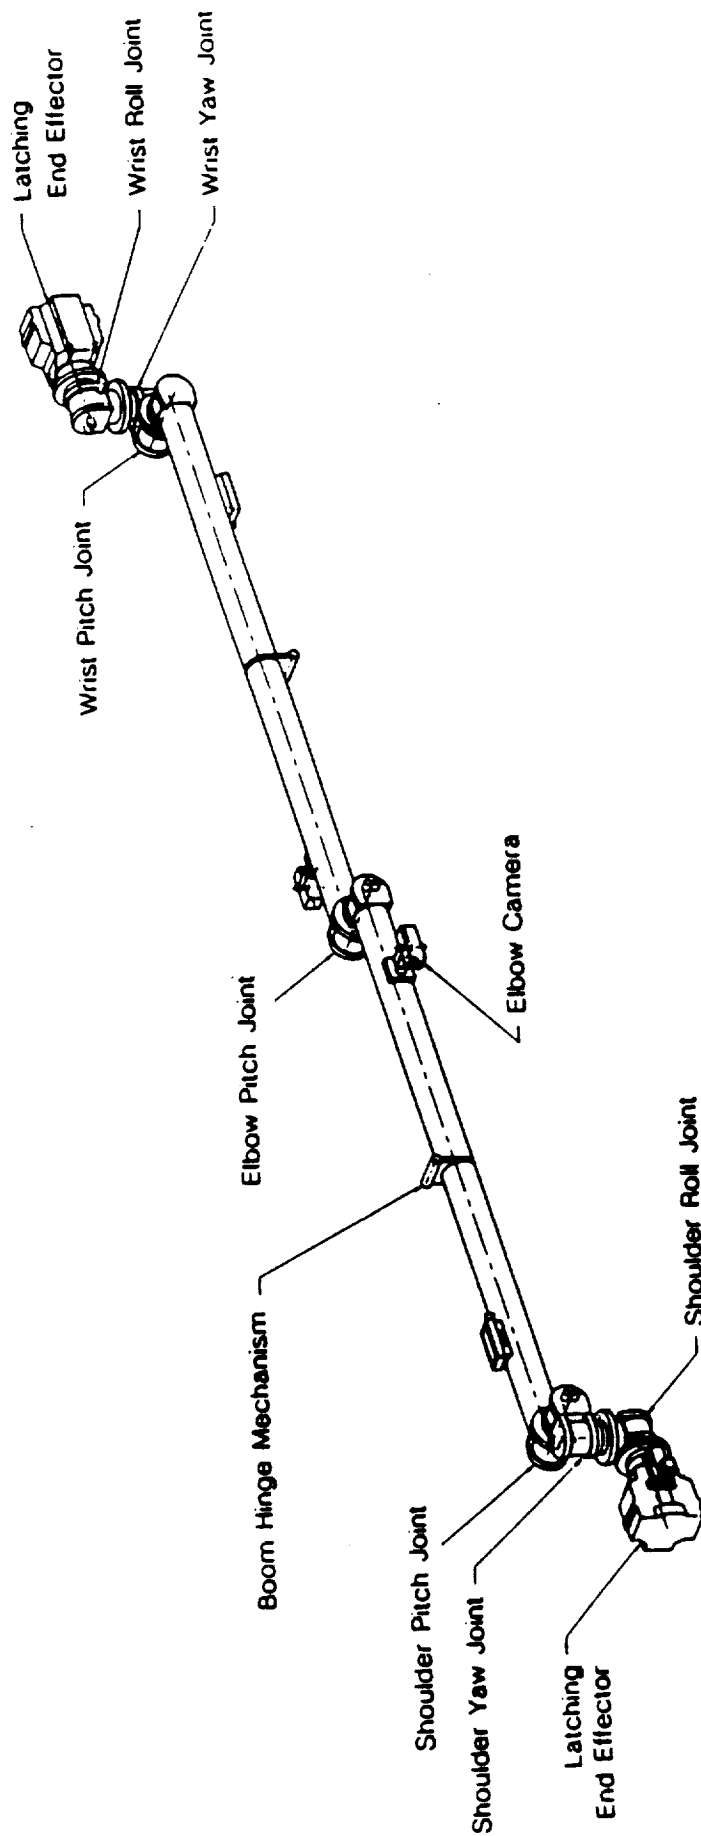 Latching
End Effector
Wrist Roll Joint
Wrist Yaw Joint
Wrist Pitch Joint
Elbow Pitch Joint
Elbow Camera
Boom Hinge Mechanism
Shoulder Pitch Joint
Shoulder Yaw Joint
Latching
End Effector
Shoulder Roll Joint